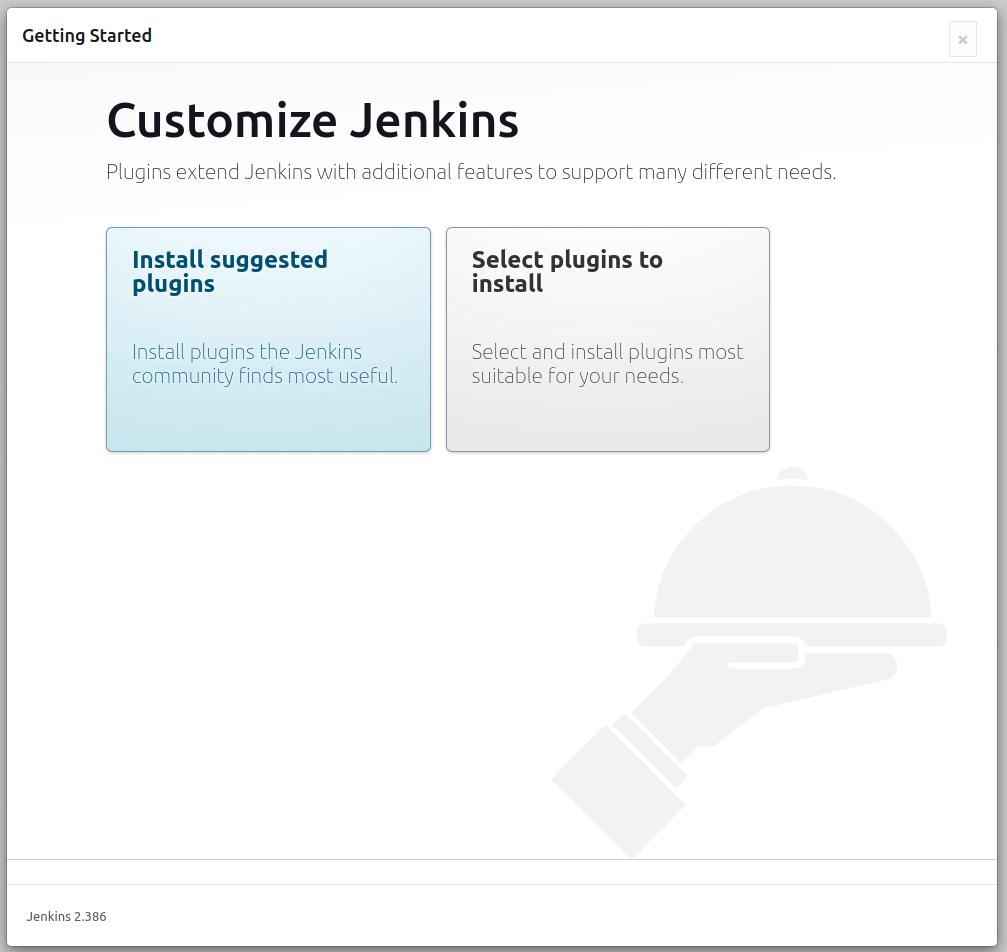 Getting Started
×
Customize Jenkins
Plugins extend Jenkins with additional features to support many different needs.
Install suggested
plugins
Install plugins the Jenkins
community finds most useful.
Select plugins to
install
Select and install plugins most
suitable for your needs.
Jenkins 2.386